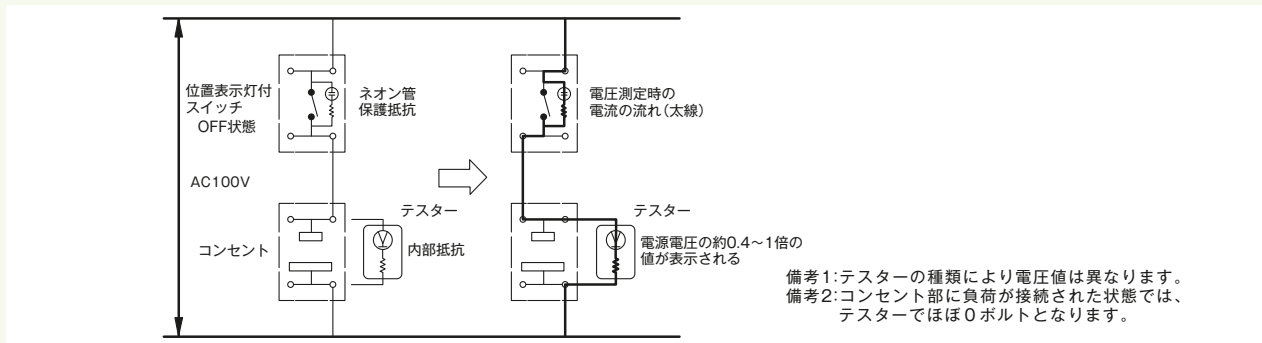 位置表示灯付
スイッチ
OFF状態
ネオン管
保護抵抗
電圧測定時の
電流の流れ(太線)
AC100V
テスター
コンセント
V
内部抵抗
テスター
V
電源電圧の約0.4~1倍の
値が表示される
備考1:テスターの種類により電圧値は異なります。
備考2:コンセント部に負荷が接続された状態では、
テスターでほぼ0ボルトとなります。